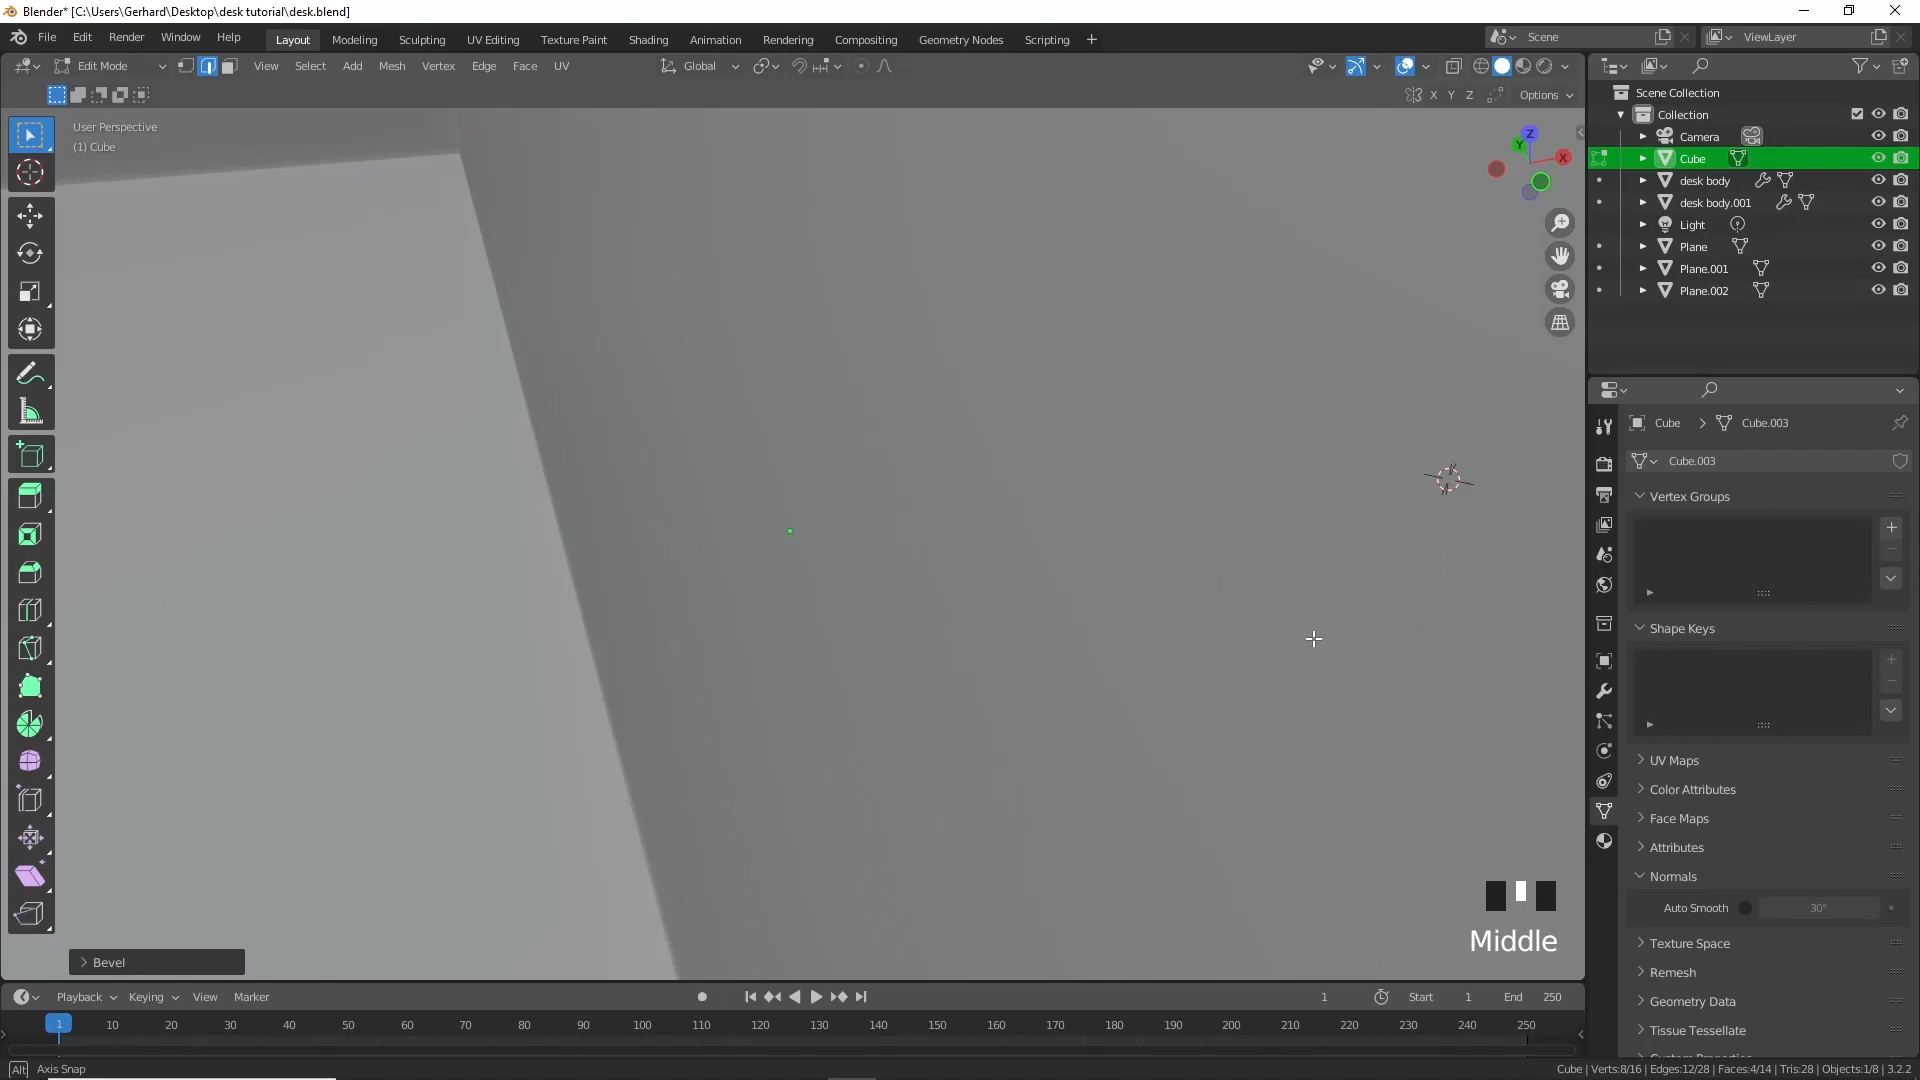 Blender* [C:\Users\Gerhard\Desktop\desk tutorial\desk.blend]
File Edit Render Window Help Layout Modeling Sculpting UV Editing Texture Paint Shading Animation Rendering Compositing Geometry Nodes Scripting Scene ViewLayer
Edit Mode View Select Add Mesh Vertex Edge Face UV Global
X Y Z Options
Scene Collection
Collection
Camera
Cube
desk body
desk body.001
Light
Plane
Plane.001
Plane.002
User Perspective
(1) Cube
Z
Y
X
Cube Cube.003
Cube.003
Vertex Groups
Shape Keys
UV Maps
Color Attributes
Face Maps
Attributes
Normals
Auto Smooth 30°
Texture Space
Remesh
Geometry Data
Tissue Tessellate
Middle
Bevel
Playback Keying View Marker 1 Start 1 End 250
1 10 20 30 40 50 60 70 80 90 100 110 120 130 140 150 160 170 180 190 200 210 220 230 240 250
Alt Axis Snap
Cube | Verts:8/16 | Edges:12/28 | Faces:4/14 | Tris:28 | Objects:1/8 | 3.2.2